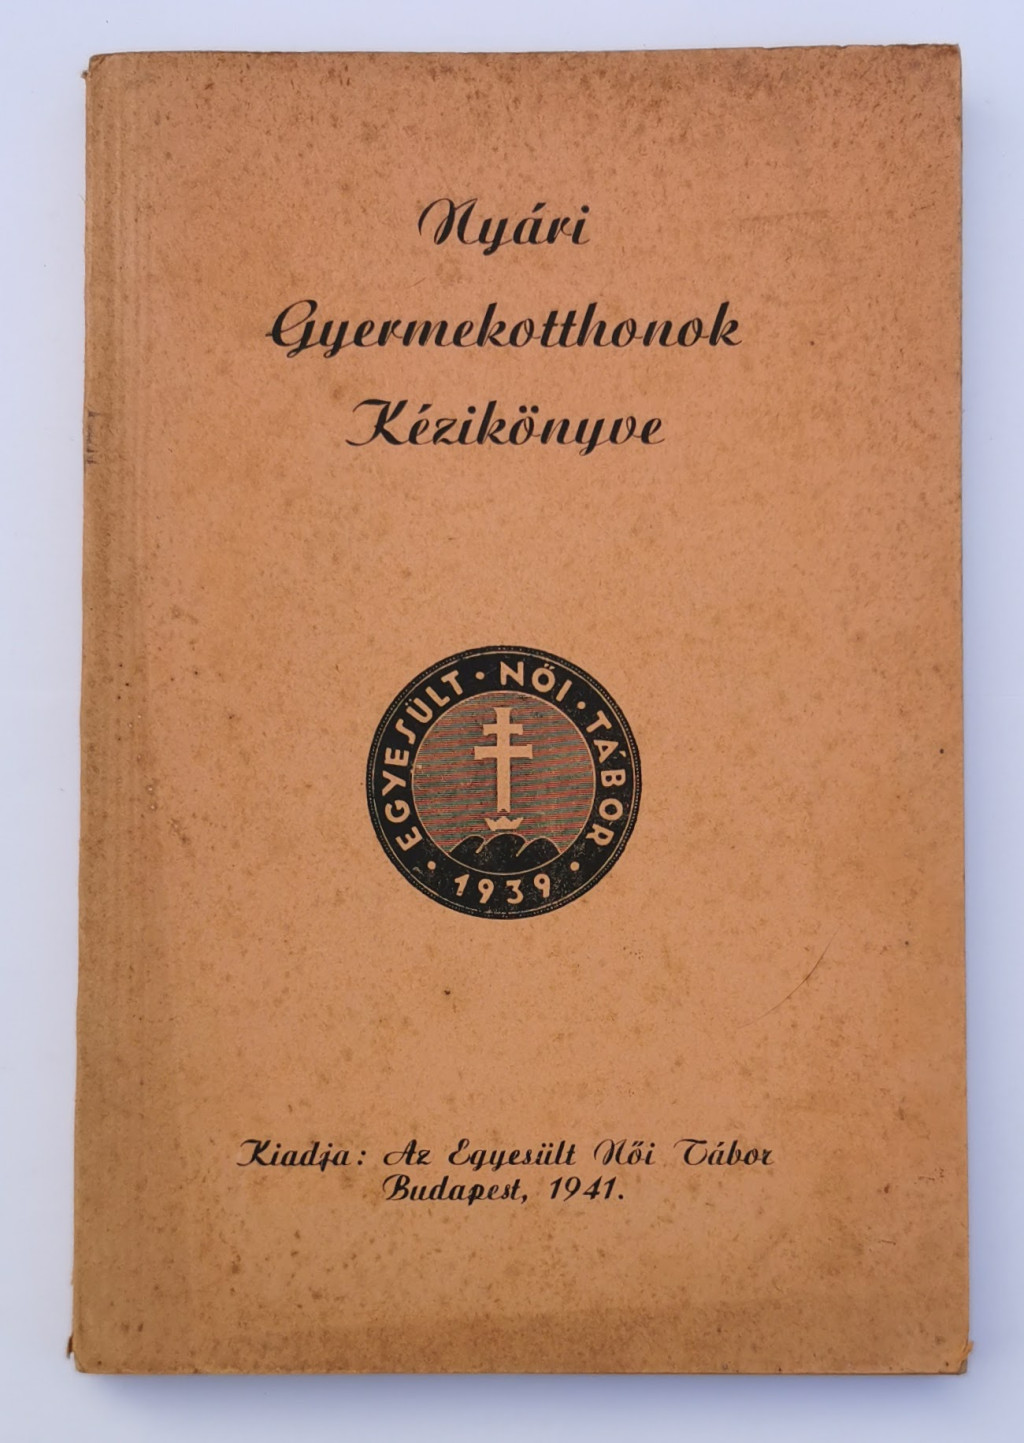 Nyári
Gyermekotthonok
Kézikönyve
EGYESÜLT · NŐI · TÁBOR
· 1939 ·
Kiadja: Az Egyesült Női Tábor
Budapest, 1941.